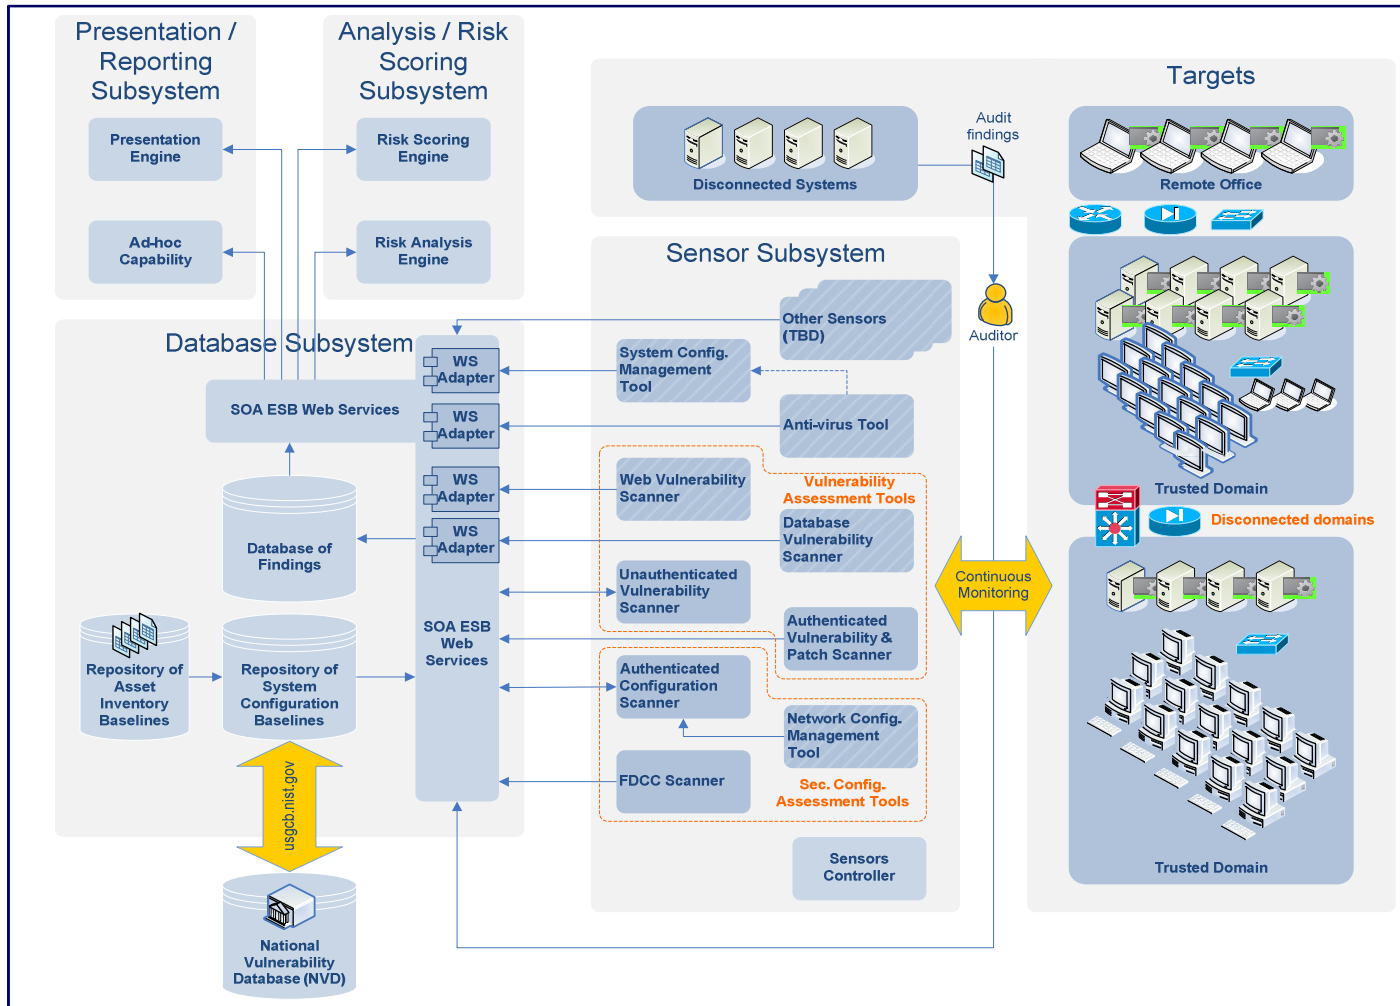 Presentation /
Reporting
Subsystem
Presentation
Engine
Ad-hoc
Capability
Analysis / Risk
Scoring
Subsystem
Risk Scoring
Engine
Risk Analysis
Engine
Targets
Disconnected Systems
Audit
findings
Remote Office
Auditor
Trusted Domain
Disconnected domains
Trusted Domain
Sensor Subsystem
Other Sensors
(TBD)
System Config.
Management
Tool
Anti-virus Tool
Web Vulnerability
Scanner
Vulnerability
Assessment Tools
Database
Vulnerability
Scanner
Unauthenticated
Vulnerability
Scanner
Authenticated
Vulnerability &
Patch Scanner
Authenticated
Configuration
Scanner
Network Config.
Management
Tool
FDCC Scanner
Sec. Config.
Assessment Tools
Sensors
Controller
Continuous
Monitoring
Database Subsystem
WS
Adapter
WS
Adapter
WS
Adapter
WS
Adapter
SOA ESB Web Services
SOA ESB
Web
Services
Database of
Findings
Repository of
Asset
Inventory
Baselines
Repository of
System
Configuration
Baselines
usgcb.nist.gov
National
Vulnerability
Database (NVD)